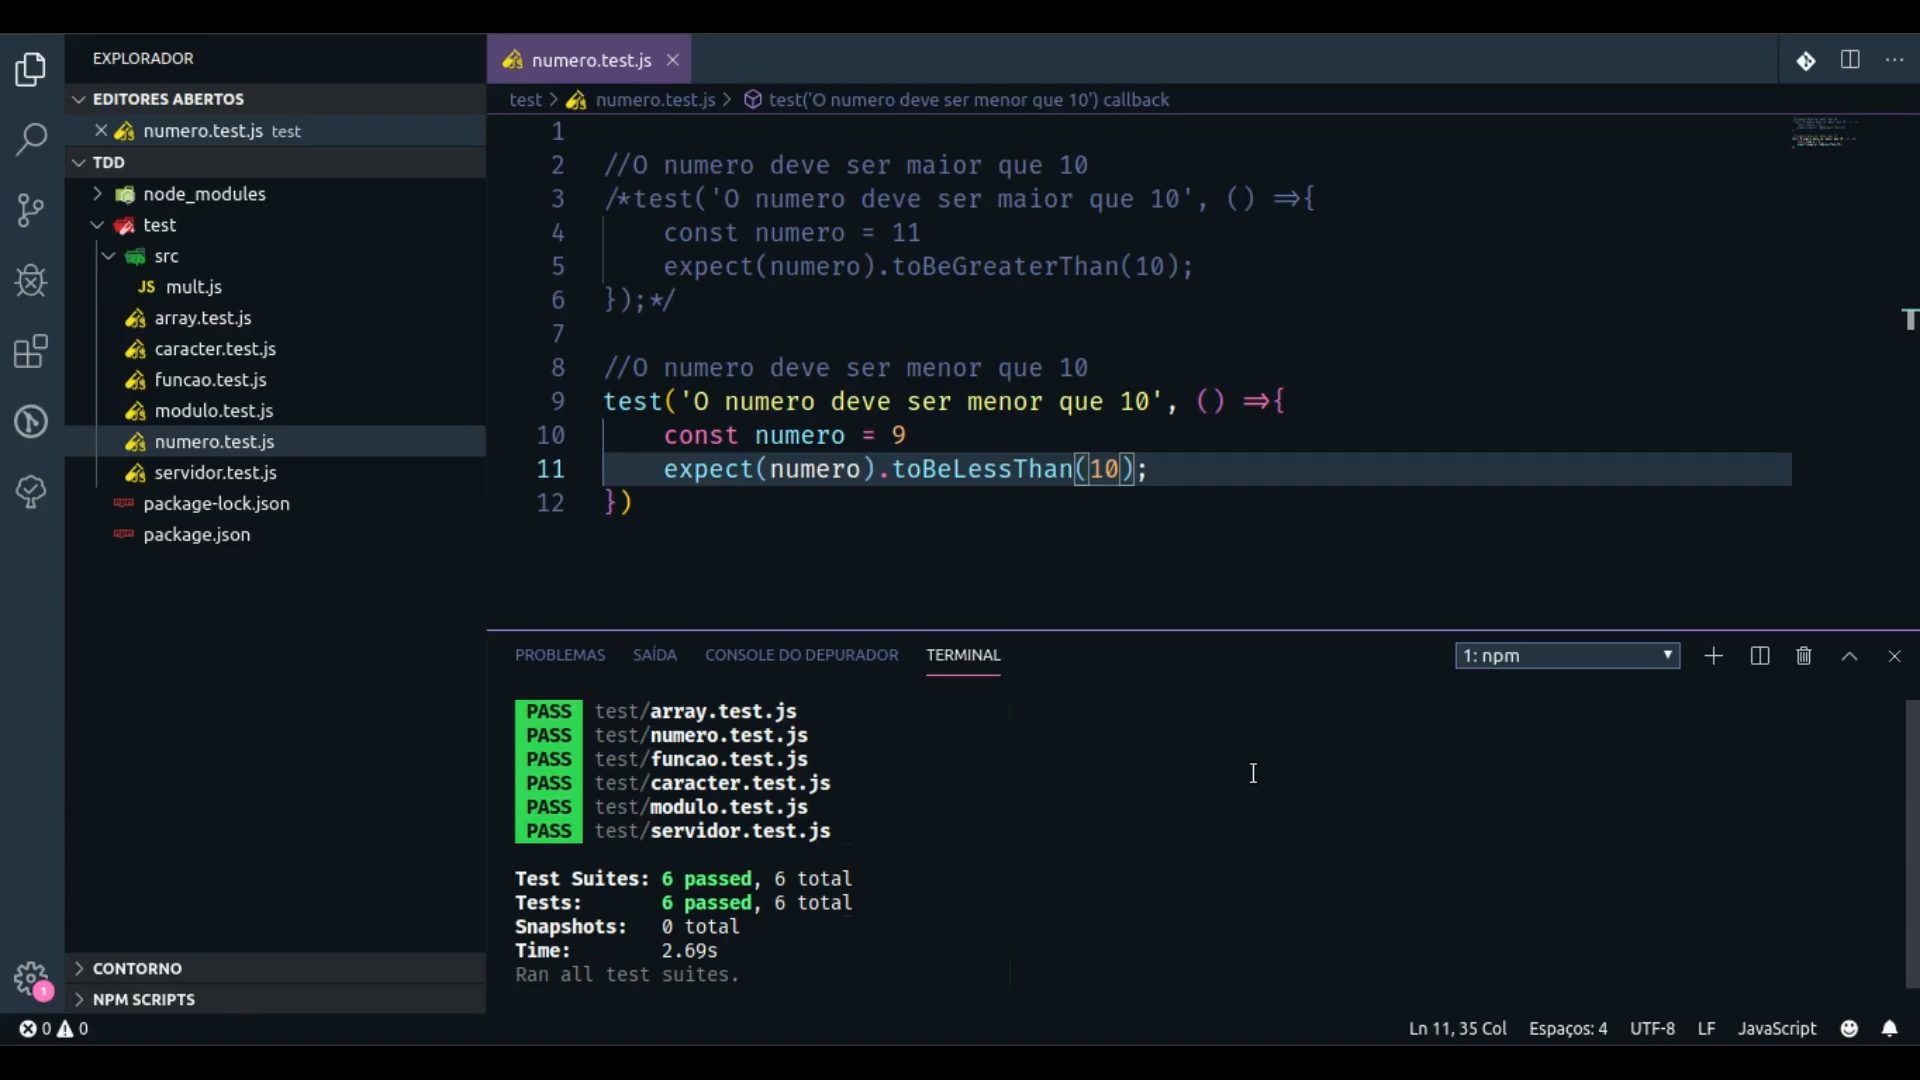 EXPLORADOR
EDITORES ABERTOS
numero.test.js test
TDD
node_modules
test
src
JS mult.js
array.test.js
caracter.test.js
funcao.test.js
modulo.test.js
numero.test.js
servidor.test.js
package-lock.json
package.json
CONTORNO
NPM SCRIPTS
1
numero.test.js
test > numero.test.js > test('O numero deve ser menor que 10') callback
1
2 //O numero deve ser maior que 10
3 /*test('O numero deve ser maior que 10', () =>{
4 const numero = 11
5 expect(numero).toBeGreaterThan(10);
6 });*/
7
8 //O numero deve ser menor que 10
9 test('O numero deve ser menor que 10', () =>{
10 const numero = 9
11 expect(numero).toBeLessThan(10);
12 })
T
PROBLEMAS SAÍDA CONSOLE DO DEPURADOR TERMINAL 1: npm
PASS test/array.test.js
PASS test/numero.test.js
PASS test/funcao.test.js
PASS test/caracter.test.js
PASS test/modulo.test.js
PASS test/servidor.test.js
Test Suites: 6 passed, 6 total
Tests: 6 passed, 6 total
Snapshots: 0 total
Time: 2.69s
Ran all test suites.
0 0 Ln 11, 35 Col Espaços: 4 UTF-8 LF JavaScript